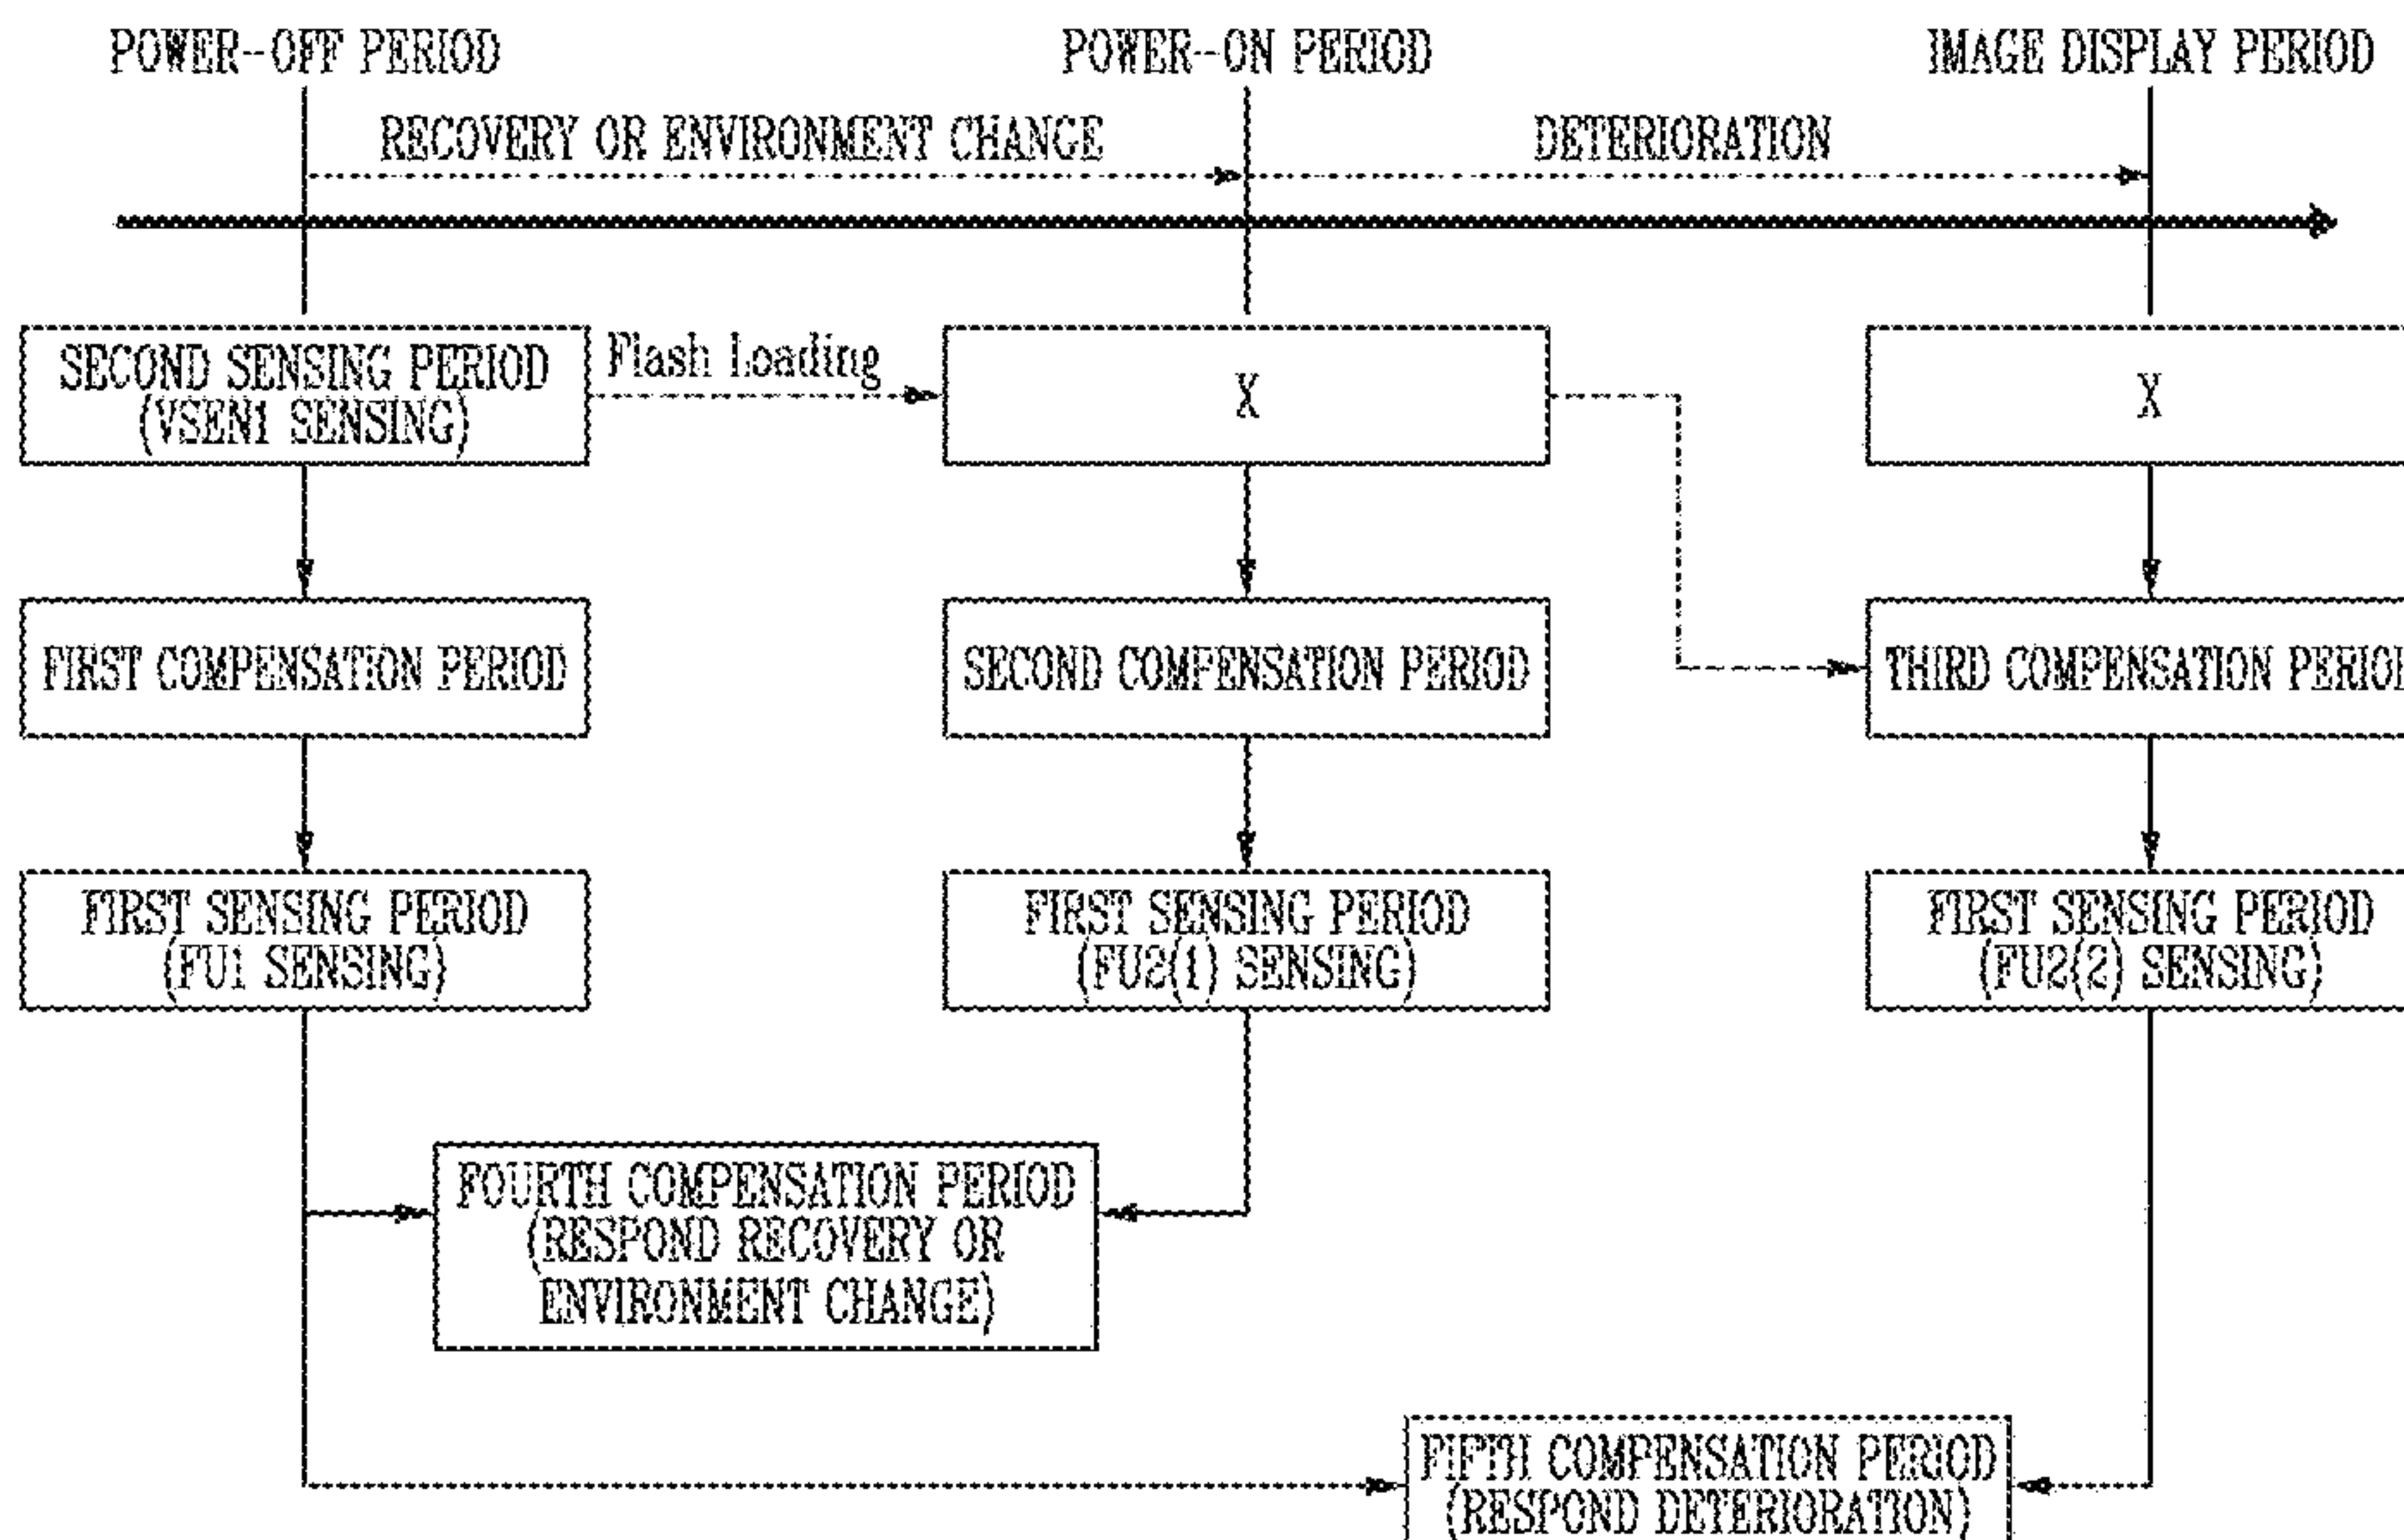 POWER-OFF PERIOD
POWER-ON PERIOD
IMAGE DISPLAY PERIOD
RECOVERY OR ENVIRONMENT CHANGE
DETERIORATION
SECOND SENSING PERIOD
(VSEN1 SENSING)
Flash Loading
X
X
FIRST COMPENSATION PERIOD
SECOND COMPENSATION PERIOD
THIRD COMPENSATION PERIOD
FIRST SENSING PERIOD
(FU1 SENSING)
FIRST SENSING PERIOD
(FU2(1) SENSING)
FIRST SENSING PERIOD
(FU2(2) SENSING)
FOURTH COMPENSATION PERIOD
(RESPOND RECOVERY OR
ENVIRONMENT CHANGE)
FIFTH COMPENSATION PERIOD
(RESPOND DETERIORATION)